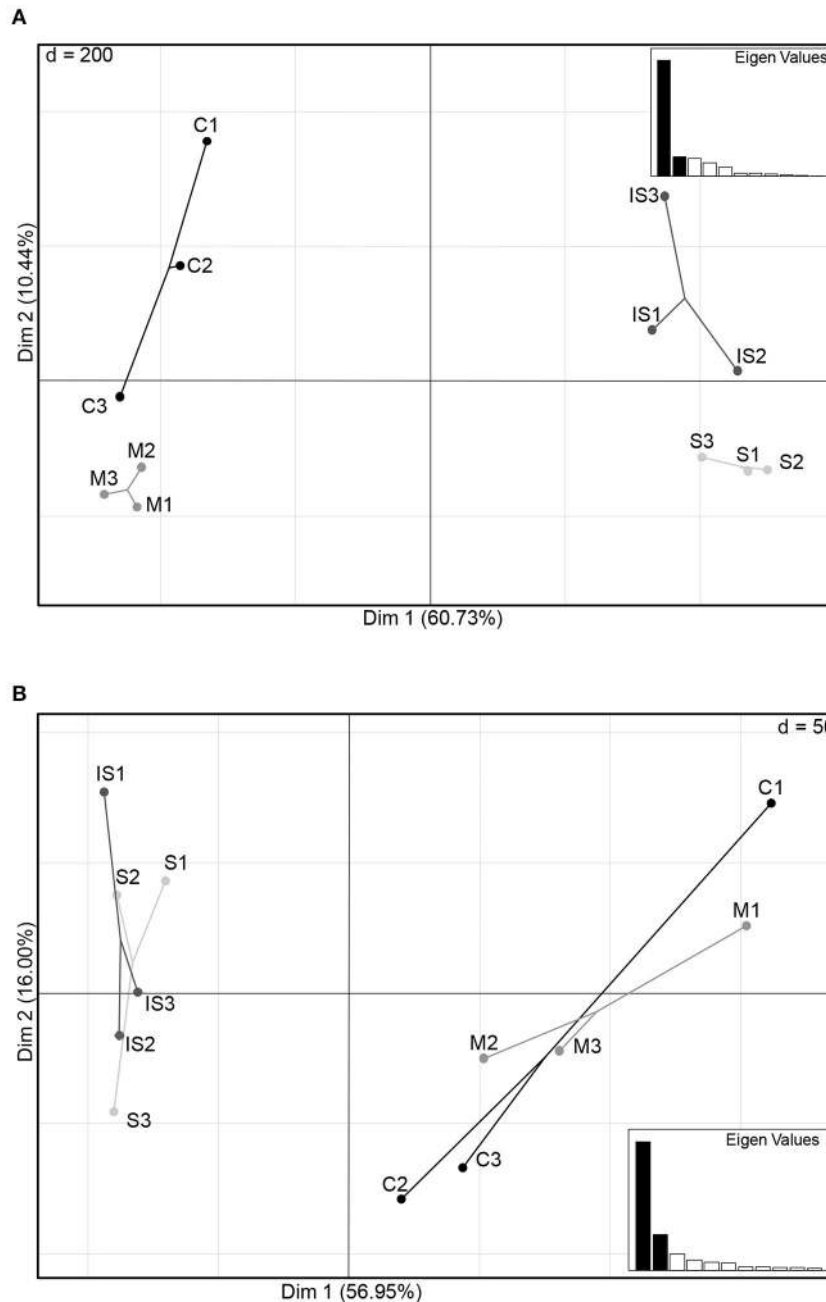 A
d = 200
Eigen Values
C1
IS3
C2
Dim 2 (10.44%)
IS1
IS2
C3
M2
S3
S1
S2
M3
M1
Dim 1 (60.73%)
B
d = 50
IS1
C1
S1
S2
M1
Dim 2 (16.00%)
IS3
IS2
M2
M3
S3
Eigen Values
C3
C2
Dim 1 (56.95%)